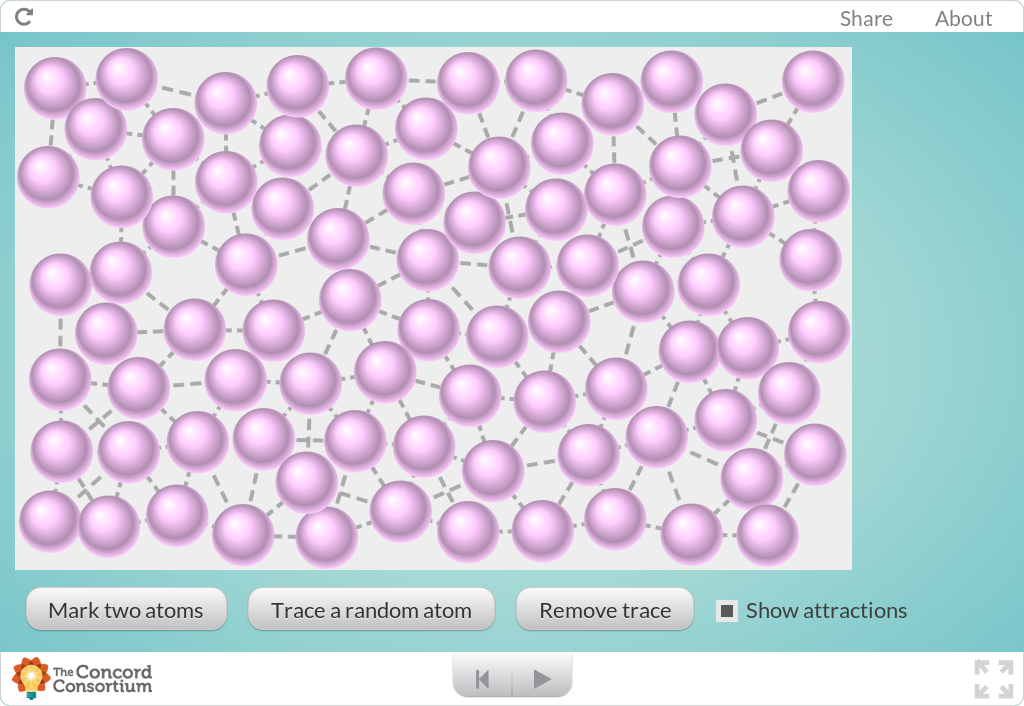 Share About
Mark two atoms Trace a random atom Remove trace Show attractions
The Concord
Consortium